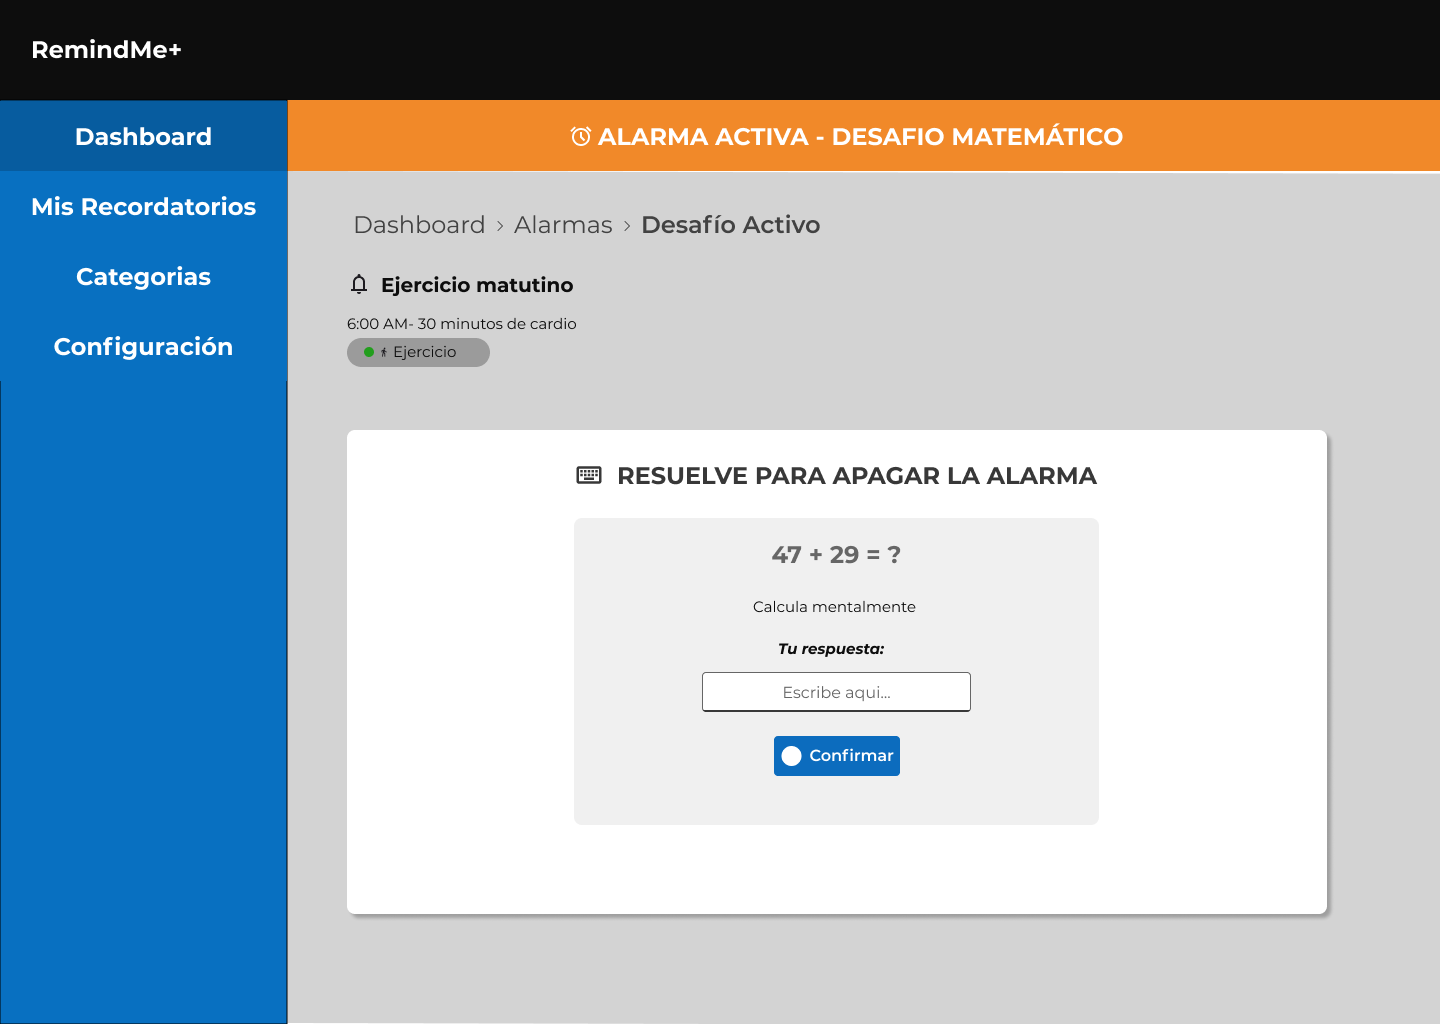 RemindMe+
Dashboard
Mis Recordatorios
Categorias
Configuración
ALARMA ACTIVA - DESAFIO MATEMÁTICO
Dashboard > Alarmas > Desafío Activo
Ejercicio matutino
6:00 AM- 30 minutos de cardio
Ejercicio
RESUELVE PARA APAGAR LA ALARMA
47 + 29 = ?
Calcula mentalmente
Tu respuesta:
Escribe aqui...
Confirmar